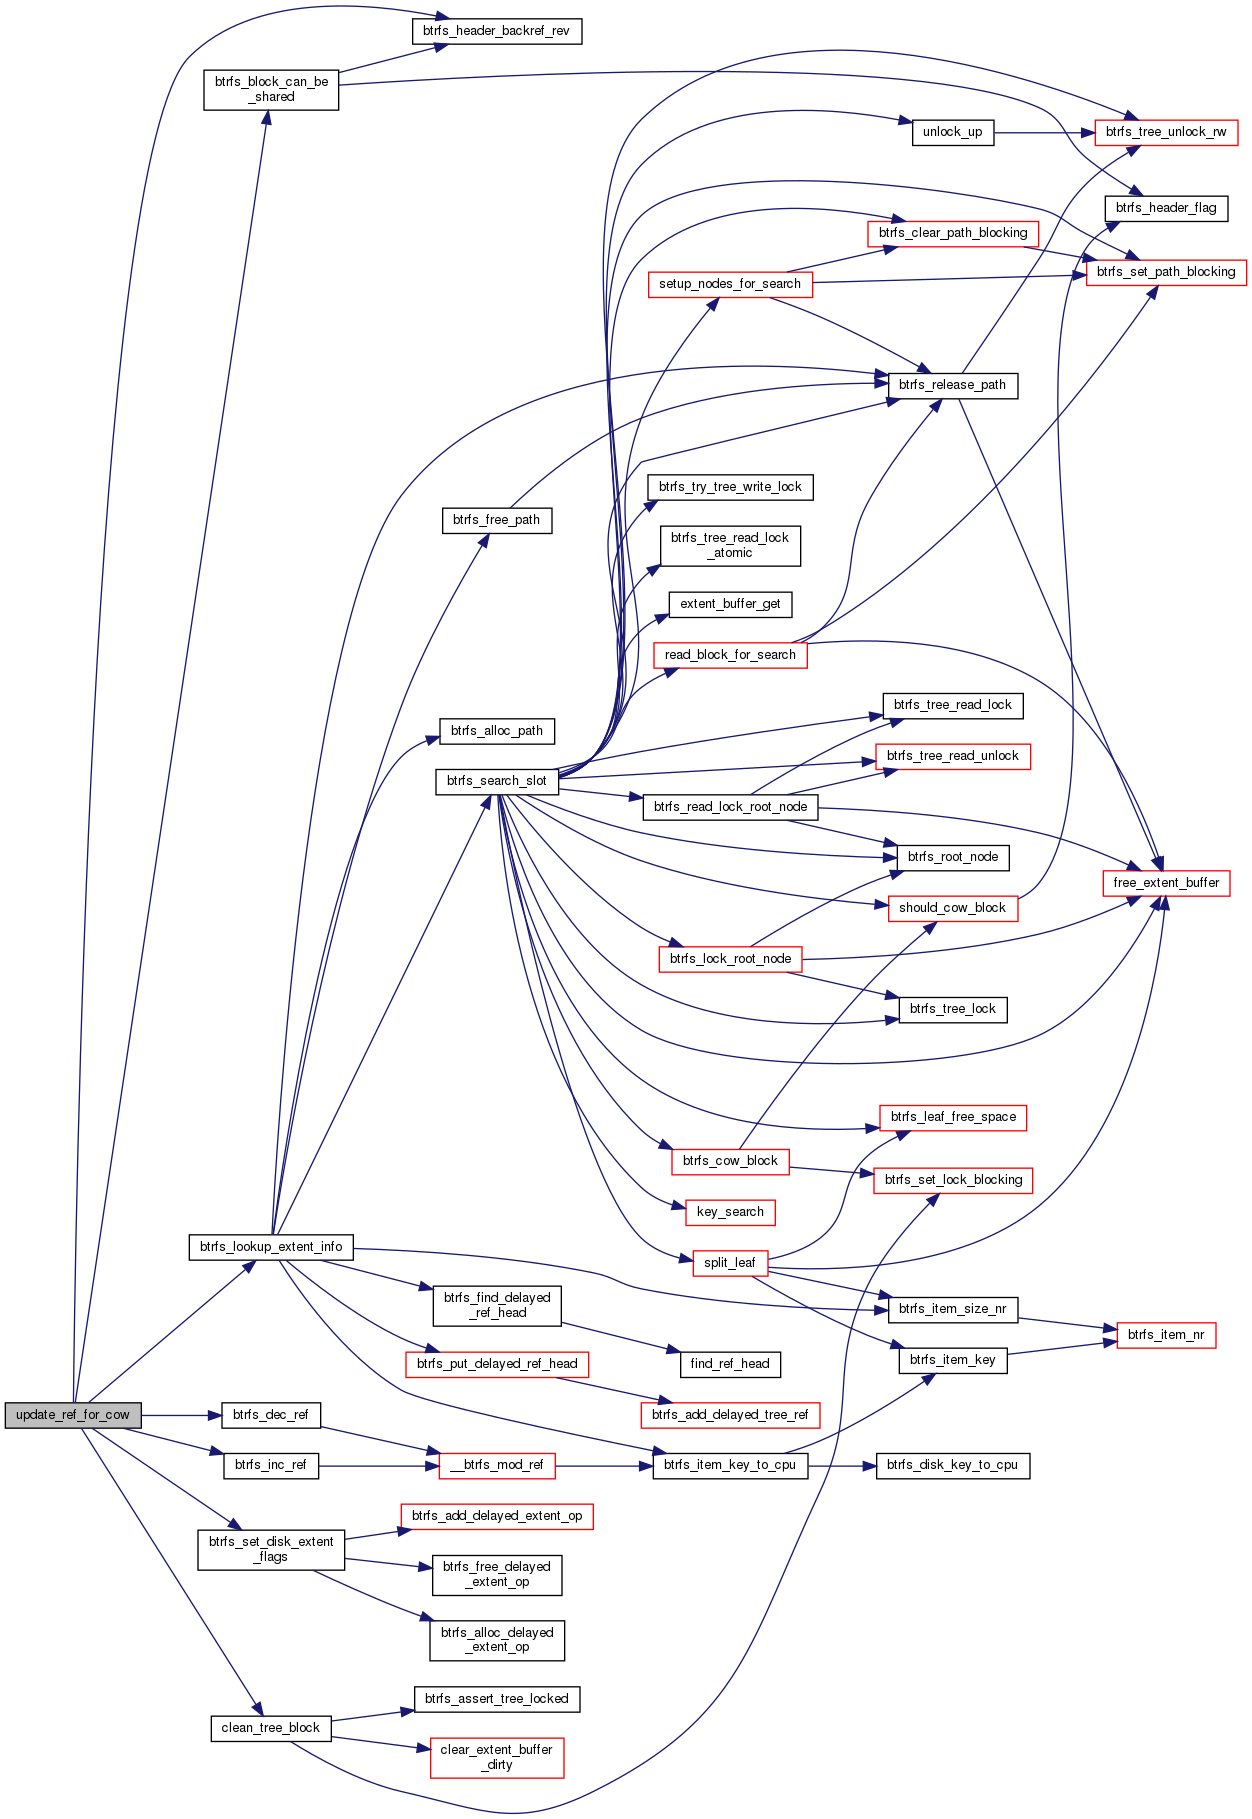 btrfs_header_backref_rev
btrfs_block_can_be
_shared
unlock_up
btrfs_tree_unlock_rw
btrfs_header_flag
btrfs_clear_path_blocking
btrfs_set_path_blocking
setup_nodes_for_search
btrfs_release_path
btrfs_try_tree_write_lock
btrfs_free_path
btrfs_tree_read_lock
_atomic
extent_buffer_get
read_block_for_search
btrfs_tree_read_lock
btrfs_alloc_path
btrfs_tree_read_unlock
btrfs_search_slot
btrfs_read_lock_root_node
btrfs_root_node
free_extent_buffer
should_cow_block
btrfs_lock_root_node
btrfs_tree_lock
btrfs_leaf_free_space
btrfs_cow_block
btrfs_set_lock_blocking
key_search
btrfs_lookup_extent_info
split_leaf
btrfs_find_delayed
_ref_head
btrfs_item_size_nr
btrfs_item_nr
btrfs_put_delayed_ref_head
find_ref_head
btrfs_item_key
update_ref_for_cow
btrfs_dec_ref
btrfs_add_delayed_tree_ref
btrfs_inc_ref
__btrfs_mod_ref
btrfs_item_key_to_cpu
btrfs_disk_key_to_cpu
btrfs_add_delayed_extent_op
btrfs_set_disk_extent
_flags
btrfs_free_delayed
_extent_op
btrfs_alloc_delayed
_extent_op
btrfs_assert_tree_locked
clean_tree_block
clear_extent_buffer
_dirty